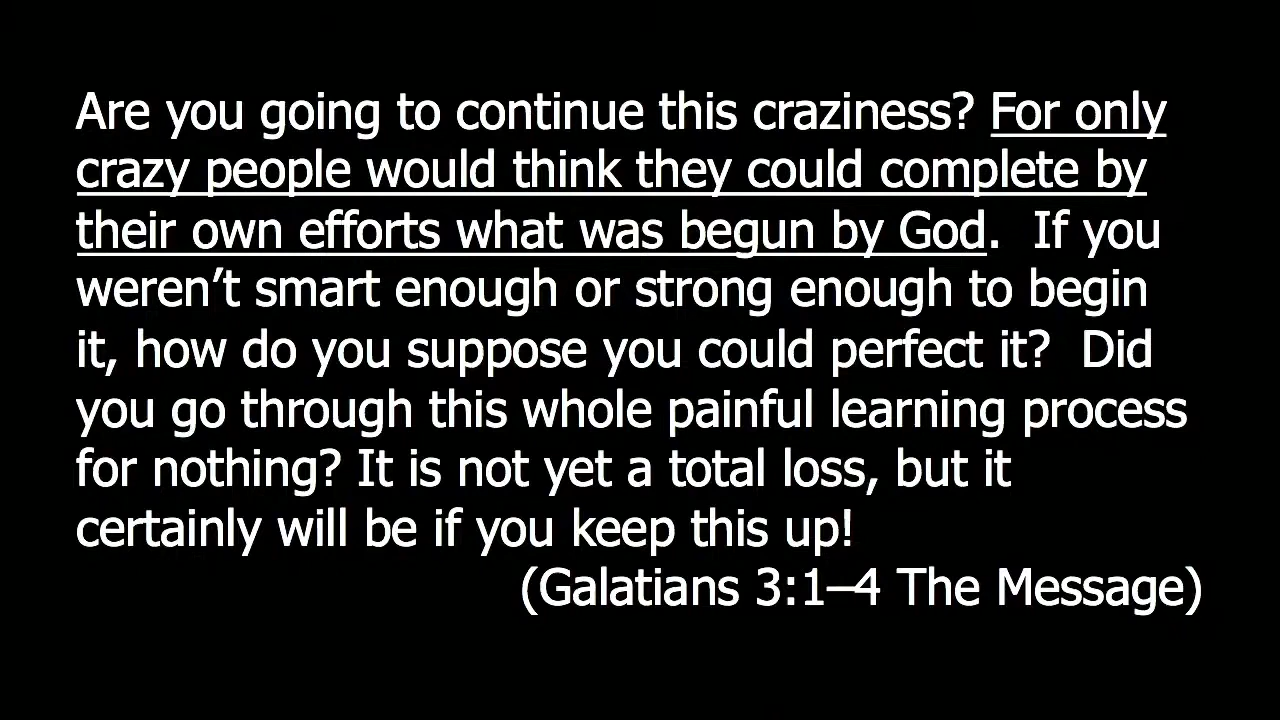 Are you going to continue this craziness? For only
crazy people would think they could complete by
their own efforts what was begun by God.  If you
weren’t smart enough or strong enough to begin
it, how do you suppose you could perfect it?  Did
you go through this whole painful learning process
for nothing? It is not yet a total loss, but it
certainly will be if you keep this up!
(Galatians 3:1–4 The Message)